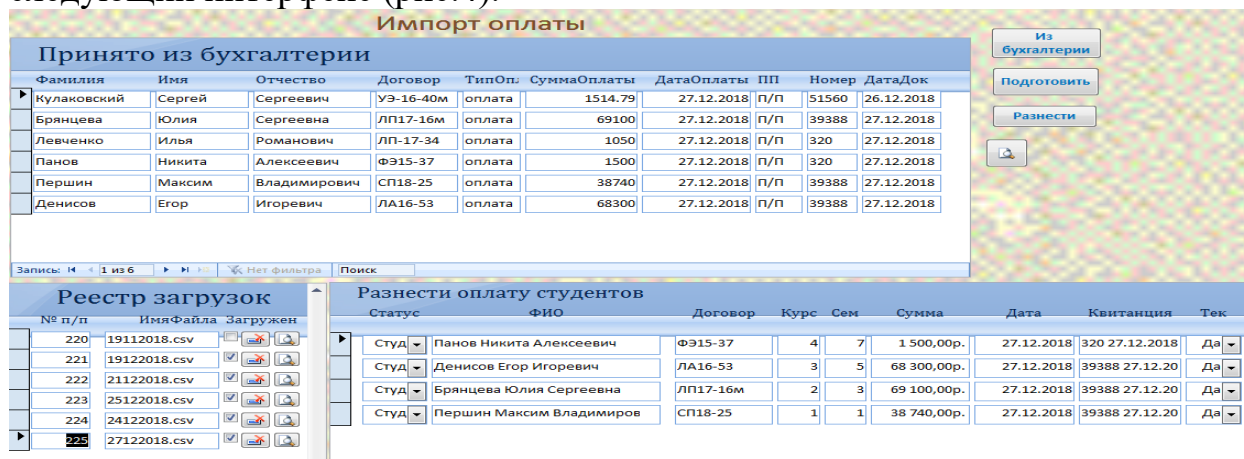 следующий интерфейс (рис.4).
Импорт оплаты
Из бухгалтерии
Подготовить
Разнести
Принято из бухгалтерии
Фамилия Имя Отчество Договор ТипОп. СуммаОплаты ДатаОплаты ПП Номер ДатаДок
Кулаковский Сергей Сергеевич УЭ-16-40м оплата 1514.79 27.12.2018 П/П 51560 26.12.2018
Брянцева Юлия Сергеевна ЛП17-16м оплата 69100 27.12.2018 П/П 39388 27.12.2018
Левченко Илья Романович ЛП-17-34 оплата 1050 27.12.2018 П/П 320 27.12.2018
Панов Никита Алексеевич ФЭ15-37 оплата 1500 27.12.2018 П/П 320 27.12.2018
Першин Максим Владимирович СП18-25 оплата 38740 27.12.2018 П/П 39388 27.12.2018
Денисов Егор Игоревич ЛА16-53 оплата 68300 27.12.2018 П/П 39388 27.12.2018
Запись: 1 из 6 Нет фильтра Поиск
Реестр загрузок
№ п/п ИмяФайла Загружен
220 19112018.csv
221 19122018.csv
222 21122018.csv
223 25122018.csv
224 24122018.csv
225 27122018.csv
Разнести оплату студентов
Статус ФИО Договор Курс Сем Сумма Дата Квитанция Тек
Студ Панов Никита Алексеевич ФЭ15-37 4 7 1 500,00р. 27.12.2018 320 27.12.2018 Да
Студ Денисов Егор Игоревич ЛА16-53 3 5 68 300,00р. 27.12.2018 39388 27.12.20 Да
Студ Брянцева Юлия Сергеевна ЛП17-16м 2 3 69 100,00р. 27.12.2018 39388 27.12.20 Да
Студ Першин Максим Владимиров СП18-25 1 1 38 740,00р. 27.12.2018 39388 27.12.20 Да